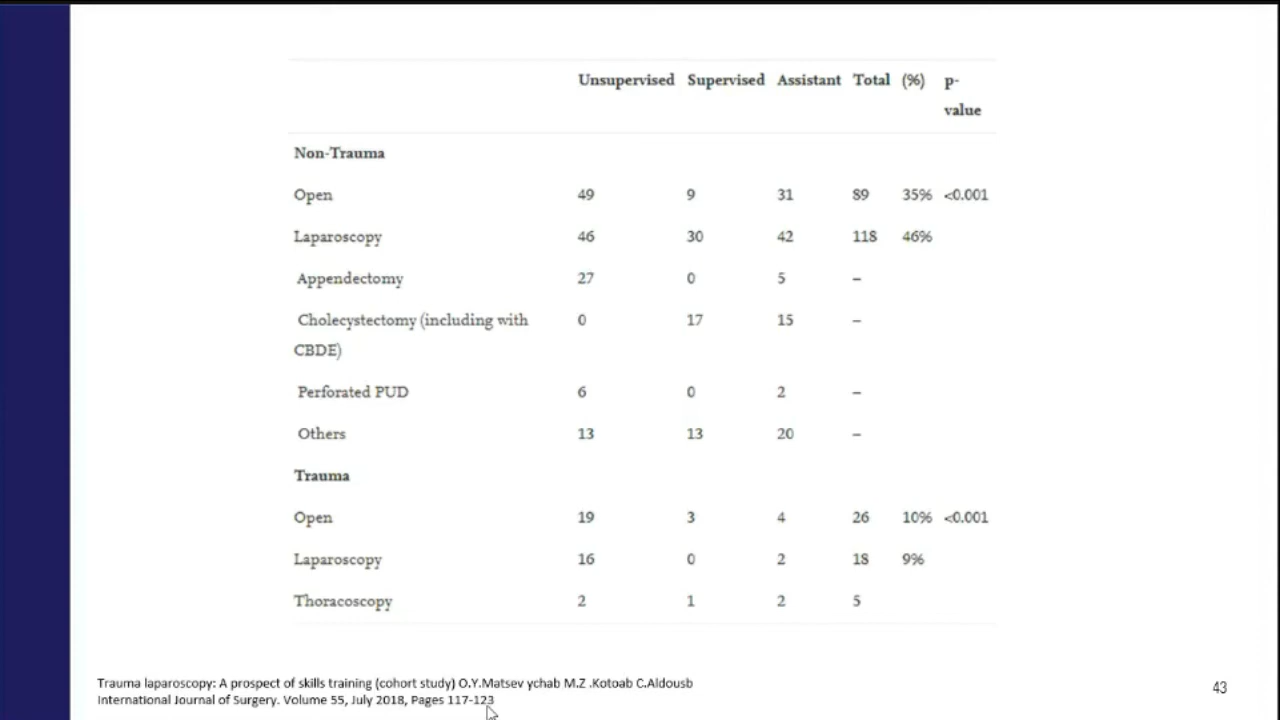 Unsupervised Supervised Assistant Total (%) p-
value
Non-Trauma
Open 49 9 31 89 35% <0.001
Laparoscopy 46 30 42 118 46%
Appendectomy 27 0 5 –
Cholecystectomy (including with 0 17 15 –
CBDE)
Perforated PUD 6 0 2 –
Others 13 13 20 –
Trauma
Open 19 3 4 26 10% <0.001
Laparoscopy 16 0 2 18 9%
Thoracoscopy 2 1 2 5
Trauma laparoscopy: A prospect of skills training (cohort study) O.Y.Matsev ychab M.Z .Kotoab C.Aldousb
International Journal of Surgery. Volume 55, July 2018, Pages 117-123
43